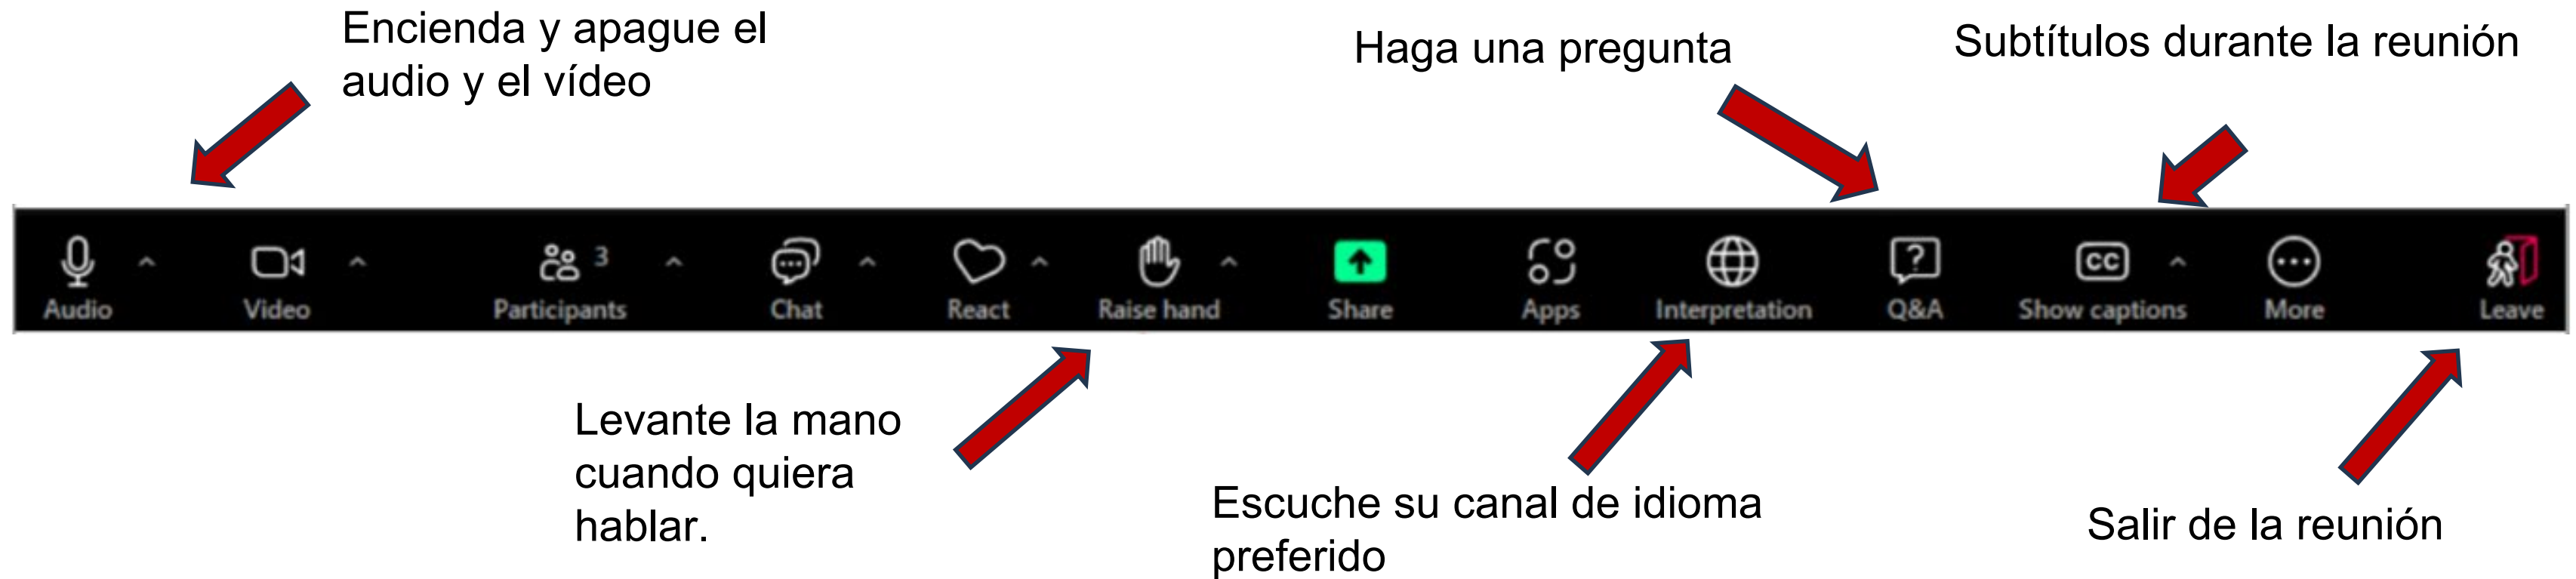 Encienda y apague el
audio y el vídeo
Haga una pregunta
Subtítulos durante la reunión
3
CC
Audio
Video
Participants
Chat
React
Raise hand
Share
Apps
Interpretation
Q&A
Show captions
More
Leave
Levante la mano
cuando quiera
hablar.
Escuche su canal de idioma
preferido
Salir de la reunión